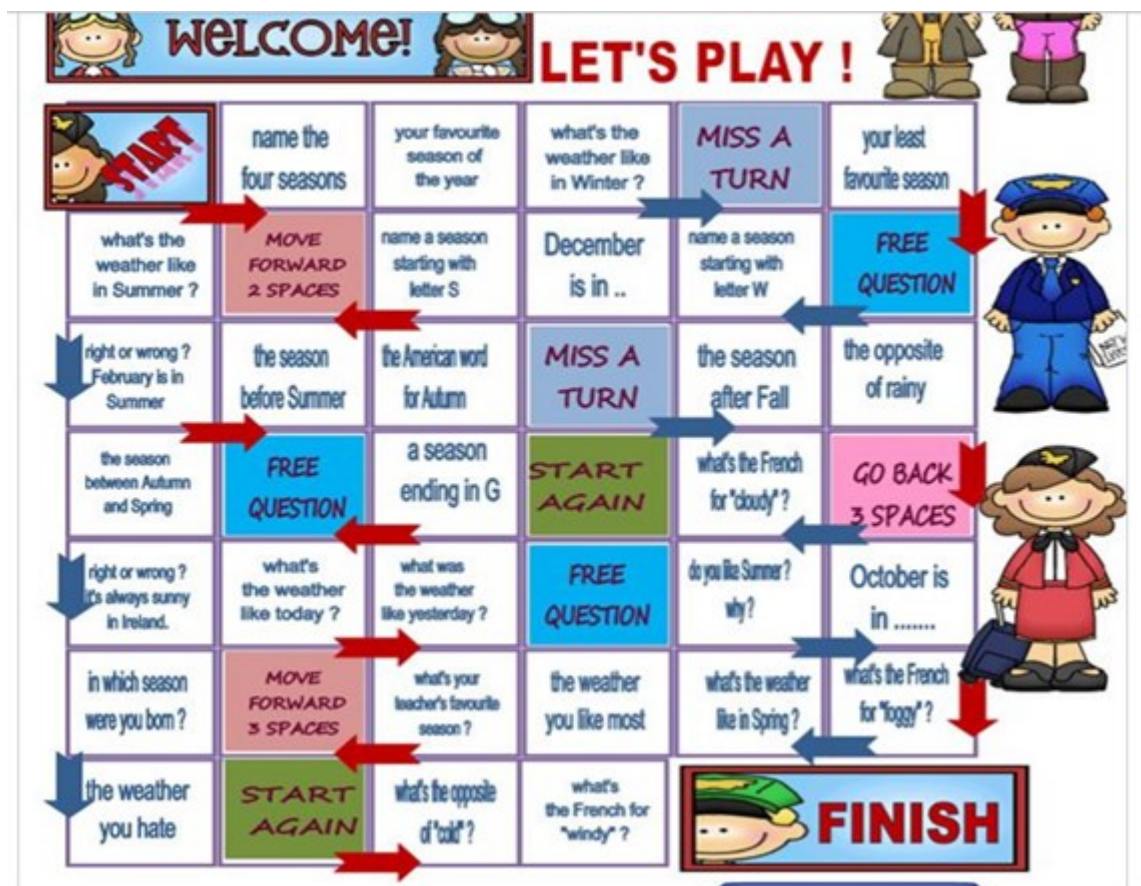 WELCOME!
LET'S PLAY !
START
name the
four seasons
your favourite
season of
the year
what's the
weather like
in Winter ?
MISS A
TURN
your least
favourite season
what's the
weather like
in Summer ?
MOVE
FORWARD
2 SPACES
name a season
starting with
letter S
December
is in ..
name a season
starting with
letter W
FREE
QUESTION
right or wrong ?
February is in
Summer
the season
before Summer
the American word
for Autumn
MISS A
TURN
the season
after Fall
the opposite
of rainy
the season
between Autumn
and Spring
FREE
QUESTION
a season
ending in G
START
AGAIN
what's the French
for "cloudy" ?
GO BACK
3 SPACES
right or wrong ?
it's always sunny
in Ireland.
what's
the weather
like today ?
what was
the weather
like yesterday ?
FREE
QUESTION
do you like Summer ?
why ?
October is
in .......
in which season
were you born ?
MOVE
FORWARD
3 SPACES
what's your
teacher's favourite
season ?
the weather
you like most
what's the weather
like in Spring ?
what's the French
for "foggy" ?
the weather
you hate
START
AGAIN
what's the opposite
of "cold" ?
what's
the French for
"windy" ?
FINISH